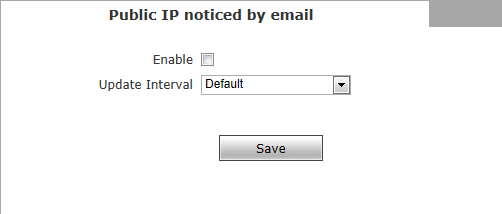 Public IP noticed by email
Enable
Update Interval Default
Save